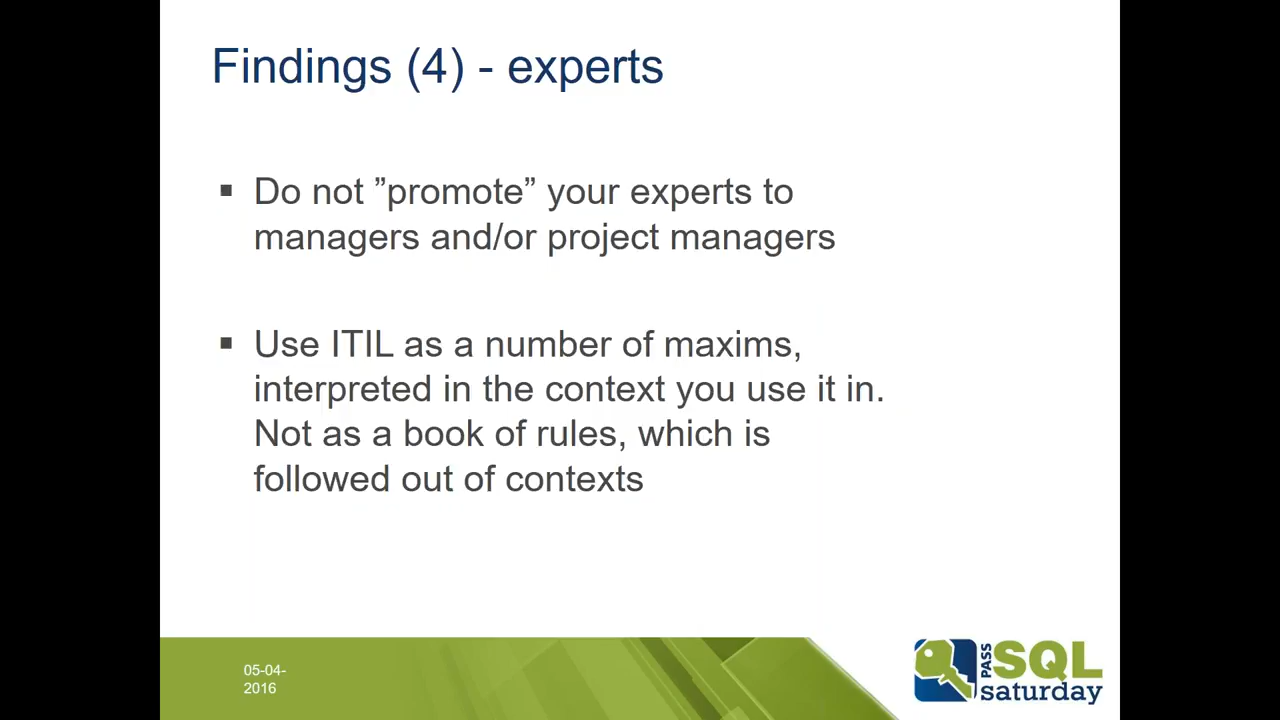 Findings (4) - experts
Do not ”promote” your experts to
managers and/or project managers
Use ITIL as a number of maxims,
interpreted in the context you use it in.
Not as a book of rules, which is
followed out of contexts
05-04-
2016
PASS
SQL
saturday